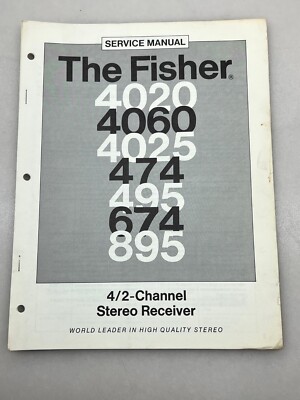 SERVICE MANUAL
The Fisher®
4020
4060
4025
474
495
674
895
4/2-Channel
Stereo Receiver
WORLD LEADER IN HIGH QUALITY STEREO